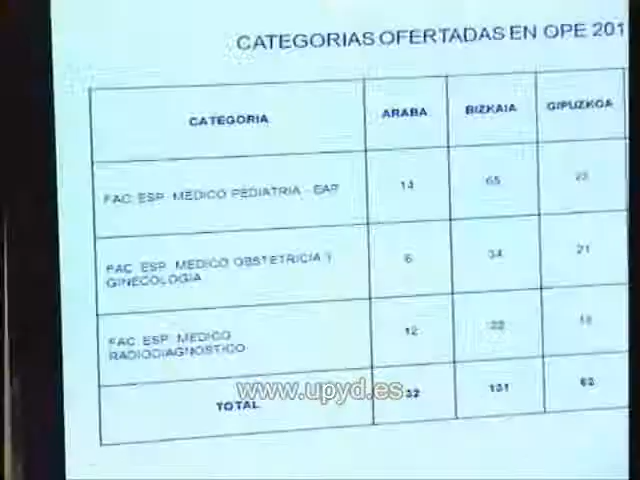 CATEGORIAS OFERTADAS EN OPE 201
CATEGORIA ARABA BIZKAIA GIPUZKOA
FAC. ESP. MEDICO PEDIATRIA - EAP 14 65
FAC. ESP. MEDICO OBSTETRICIA Y
GINECOLOGIA 6 34 21
FAC. ESP. MEDICO
RADIODIAGNOSTICO 12
TOTAL 32 131
www.upyd.es